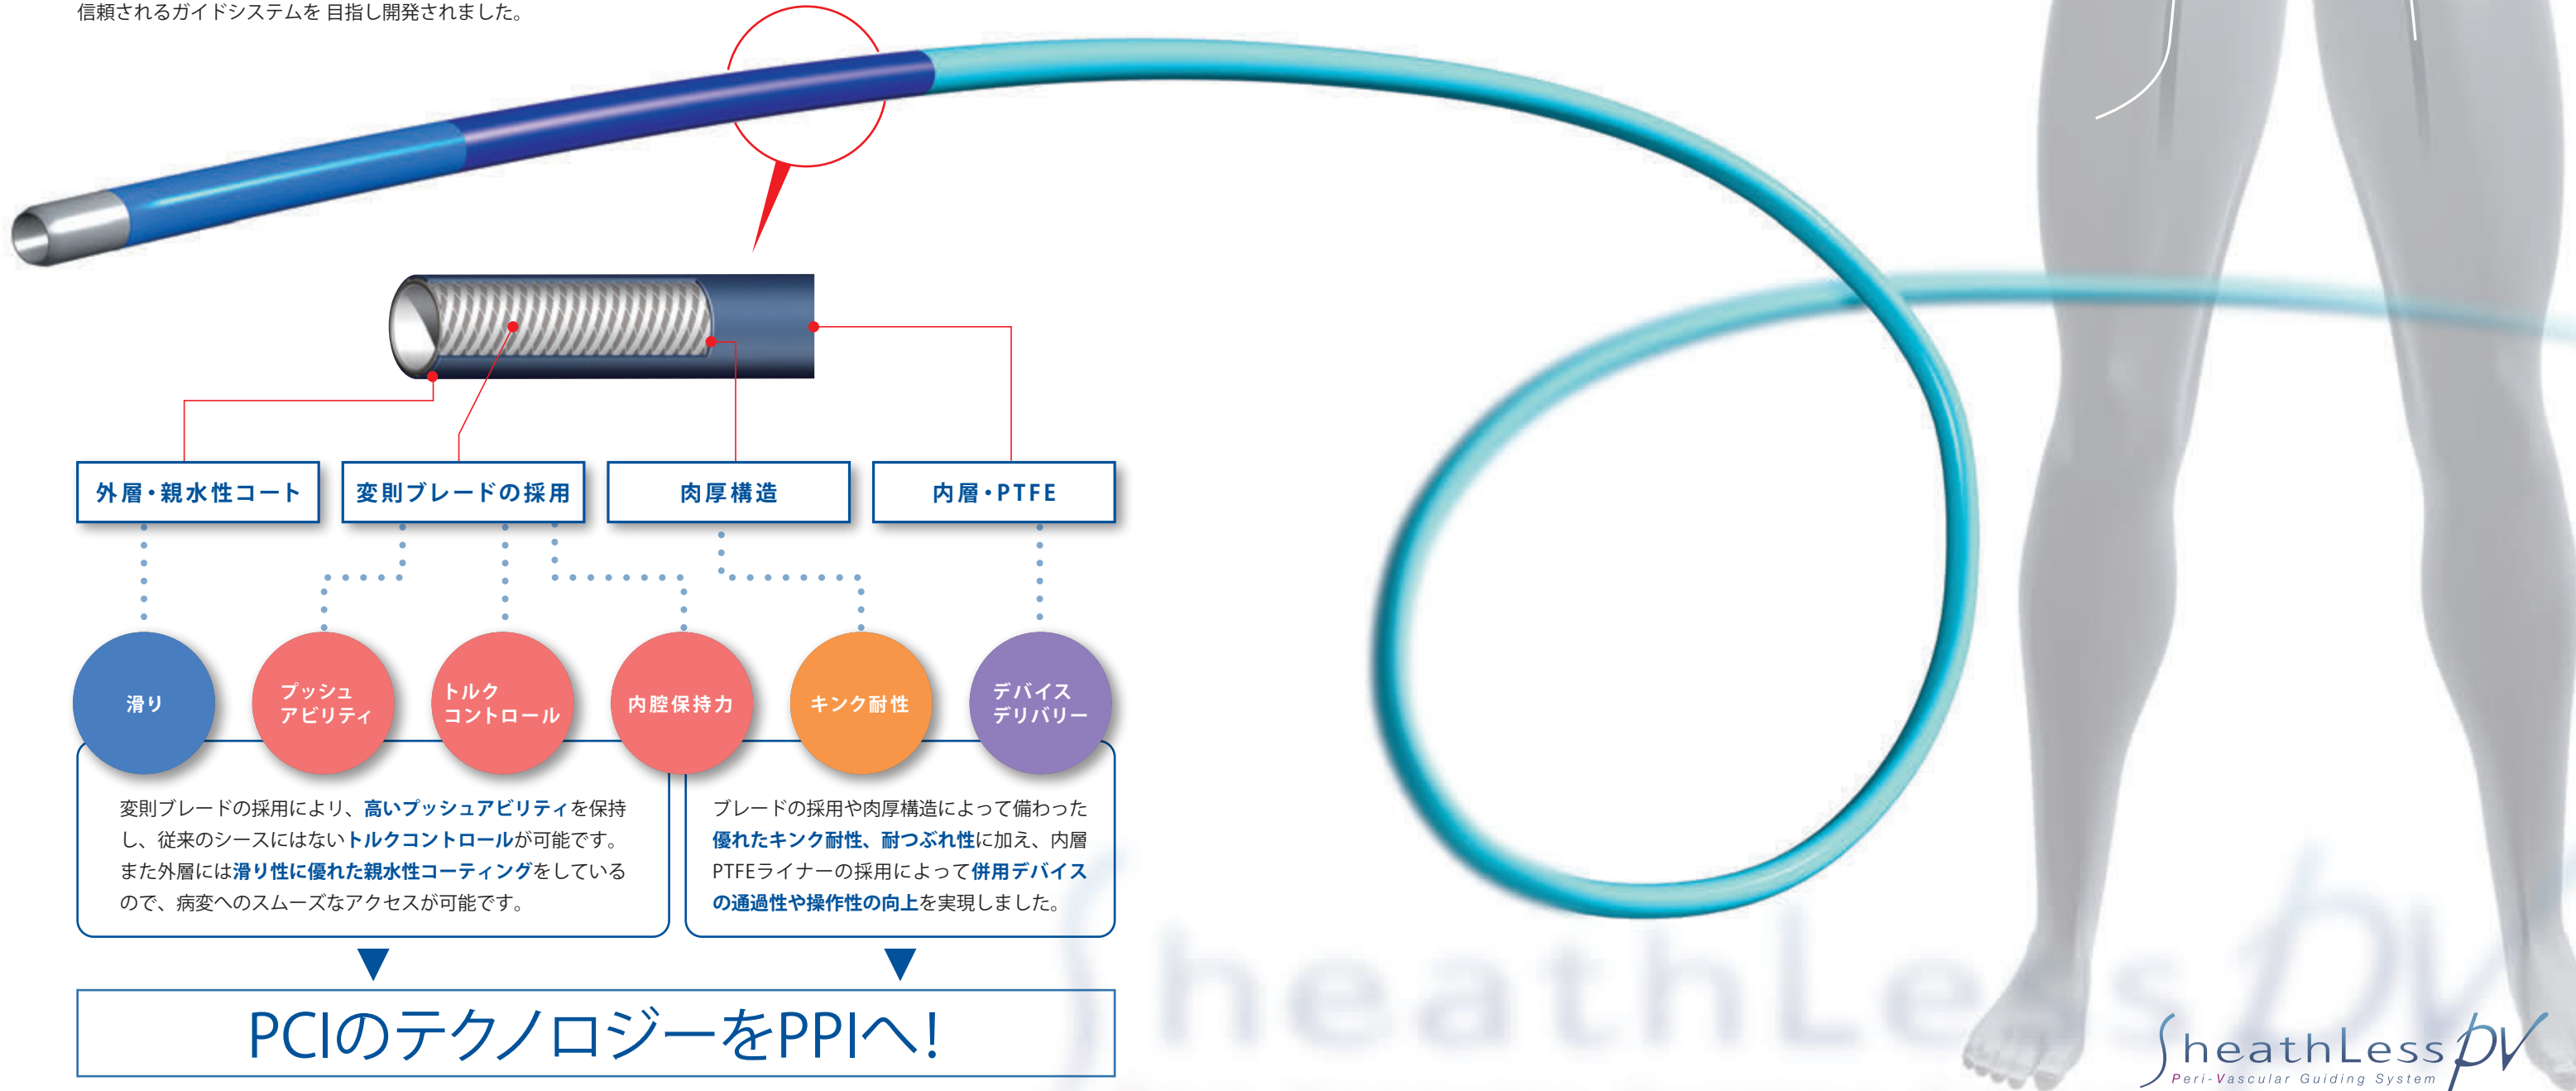 信頼されるガイドシステムを 目指し開発されました。
外層・親水性コート
変則ブレードの採用
肉厚構造
内層・PTFE
滑り
プッシュ
アビリティ
トルク
コントロール
内腔保持力
キンク耐性
デバイス
デリバリー
変則ブレードの採用により、高いプッシュアビリティを保持
し、従来のシースにはないトルクコントロールが可能です。
また外層には滑り性に優れた親水性コーティングをしている
ので、病変へのスムーズなアクセスが可能です。
ブレードの採用や肉厚構造によって備わった
優れたキンク耐性、耐つぶれ性に加え、内層
PTFEライナーの採用によって併用デバイス
の通過性や操作性の向上を実現しました。
PCIのテクノロジーをPPIへ！
SheathLess PV
SheathLess PV
Peri-Vascular Guiding System